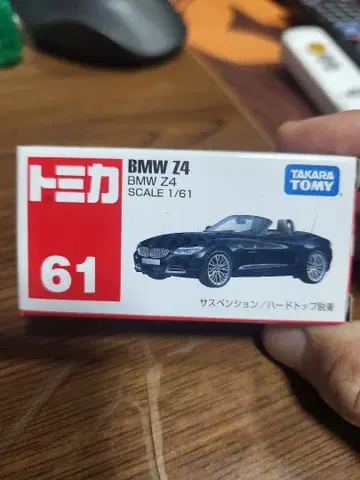 トミカ
61
BMW Z4
BMW Z4
SCALE 1/61
TAKARA
TOMY
サスペンション/ハードトップ脱着